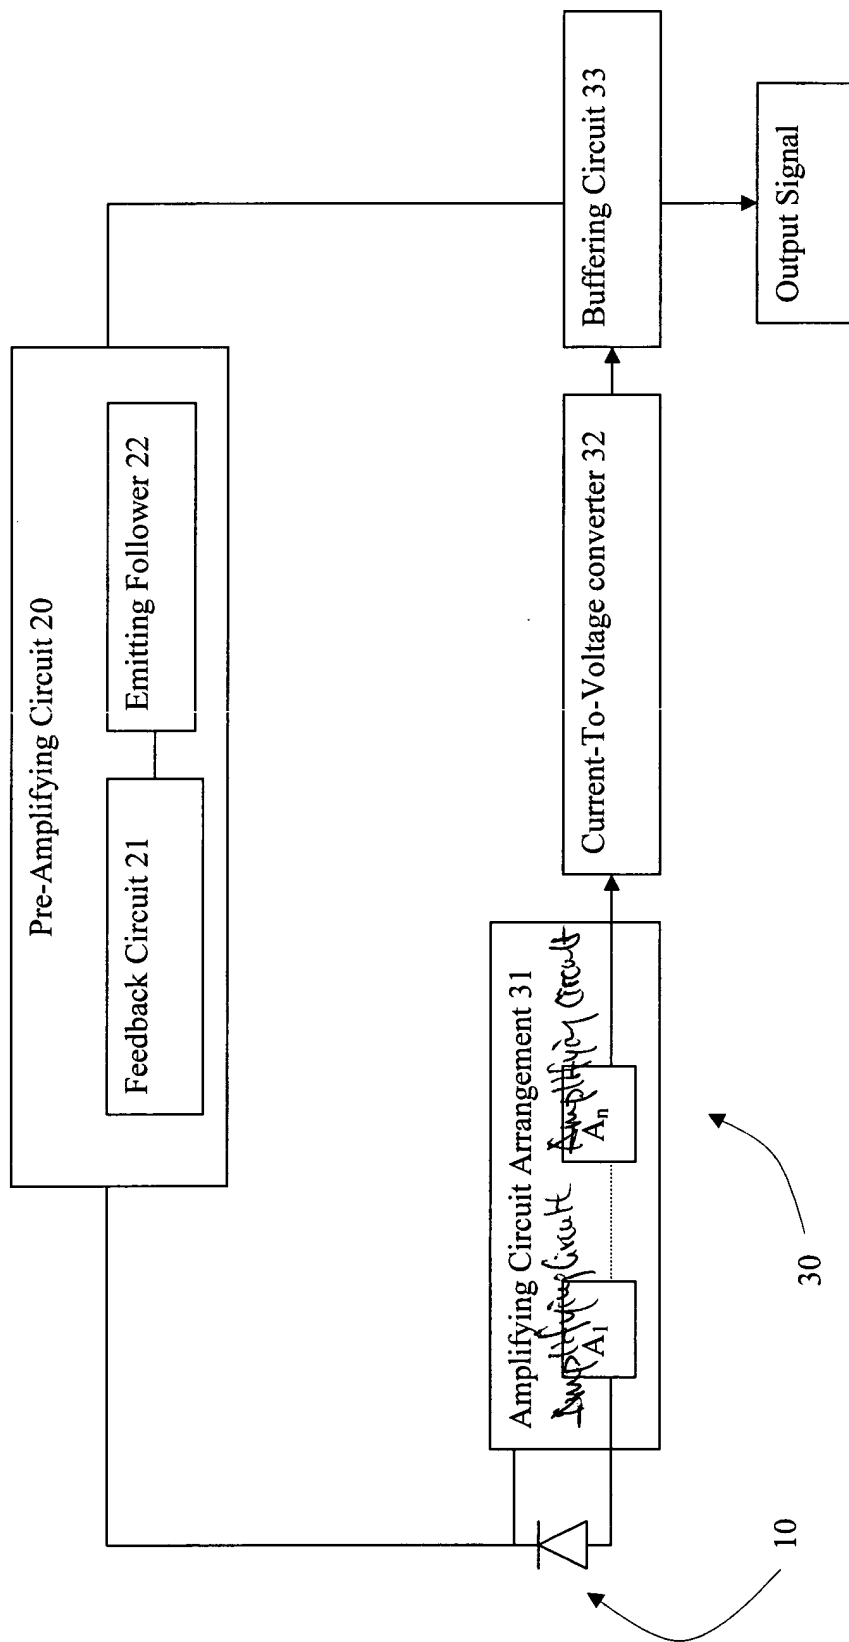 Pre-Amplifying Circuit 20
Feedback Circuit 21
Emitting Follower 22
Amplifying Circuit Arrangement 31
Amplifying Circuit
Amplifying Circuit
A1
An
Current-To-Voltage converter 32
Buffering Circuit 33
Output Signal
10
30